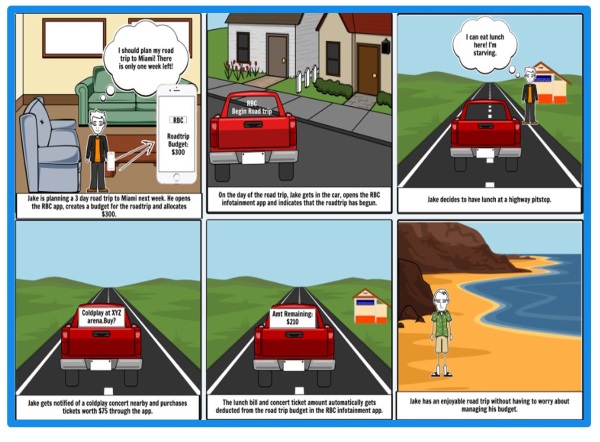 I should plan my road
trip to Miami! There
is only one week left!
RBC
Roadtrip
Budget:
$300
Jake is planning a 3 day road trip to Miami next week. He opens
the RBC app, creates a budget for the roadtrip and allocates
$300.
RBC
Begin Road trip
On the day of the road trip, Jake gets in the car, opens the RBC
infotainment app and indicates that the roadtrip has begun.
I can eat lunch
here! I'm
starving.
Jake decides to have lunch at a highway pitstop.
Coldplay at XYZ
arena.Buy?
Jake gets notified of a coldplay concert nearby and purchases
tickets worth $75 through the app.
Amt Remaining:
$210
The lunch bill and concert ticket amount automatically gets
deducted from the road trip budget in the RBC infotainment app.
Jake has an enjoyable road trip without having to worry about
managing his budget.